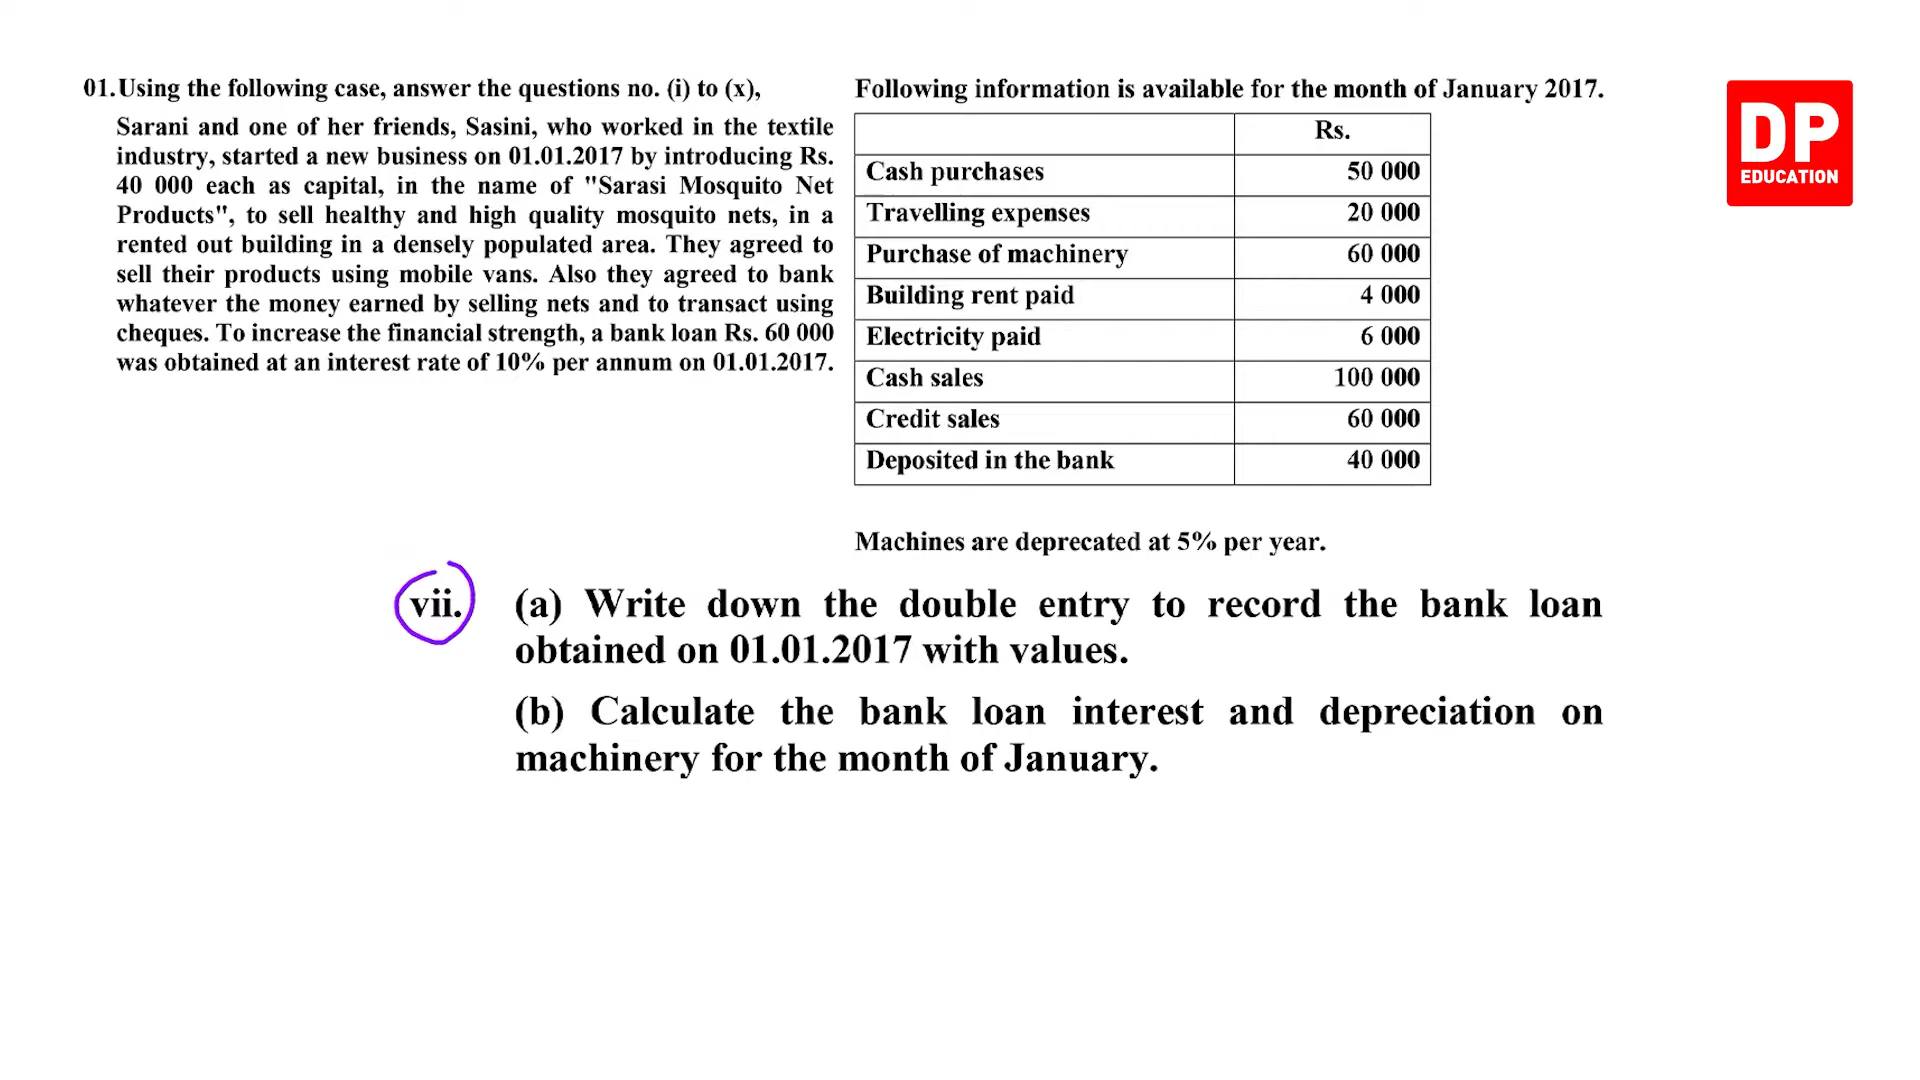 01.Using the following case, answer the questions no. (i) to (x),
Sarani and one of her friends, Sasini, who worked in the textile
industry, started a new business on 01.01.2017 by introducing Rs.
40 000 each as capital, in the name of "Sarasi Mosquito Net
Products", to sell healthy and high quality mosquito nets, in a
rented out building in a densely populated area. They agreed to
sell their products using mobile vans. Also they agreed to bank
whatever the money earned by selling nets and to transact using
cheques. To increase the financial strength, a bank loan Rs. 60 000
was obtained at an interest rate of 10% per annum on 01.01.2017.
Following information is available for the month of January 2017.
Rs.
Cash purchases 50 000
Travelling expenses 20 000
Purchase of machinery 60 000
Building rent paid 4 000
Electricity paid 6 000
Cash sales 100 000
Credit sales 60 000
Deposited in the bank 40 000
Machines are deprecated at 5% per year.
DP
EDUCATION
vii. (a) Write down the double entry to record the bank loan
obtained on 01.01.2017 with values.
(b) Calculate the bank loan interest and depreciation on
machinery for the month of January.